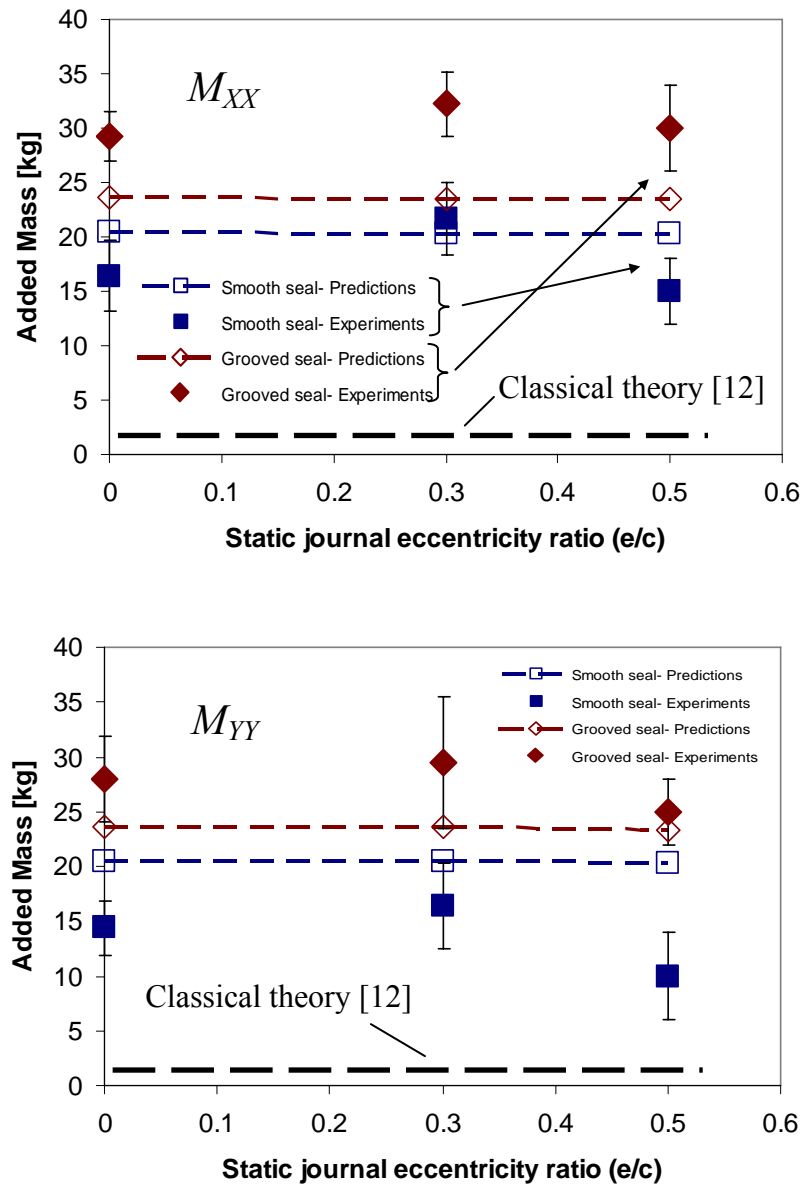 40
35
30
25
20
15
10
5
0
Added Mass [kg]
M_XX
Smooth seal- Predictions
Smooth seal- Experiments
Grooved seal- Predictions
Grooved seal- Experiments
Classical theory [12]
0 0.1 0.2 0.3 0.4 0.5 0.6
Static journal eccentricity ratio (e/c)
40
35
30
25
20
15
10
5
0
Added Mass [kg]
M_YY
Smooth seal- Predictions
Smooth seal- Experiments
Grooved seal- Predictions
Grooved seal- Experiments
Classical theory [12]
0 0.1 0.2 0.3 0.4 0.5 0.6
Static journal eccentricity ratio (e/c)